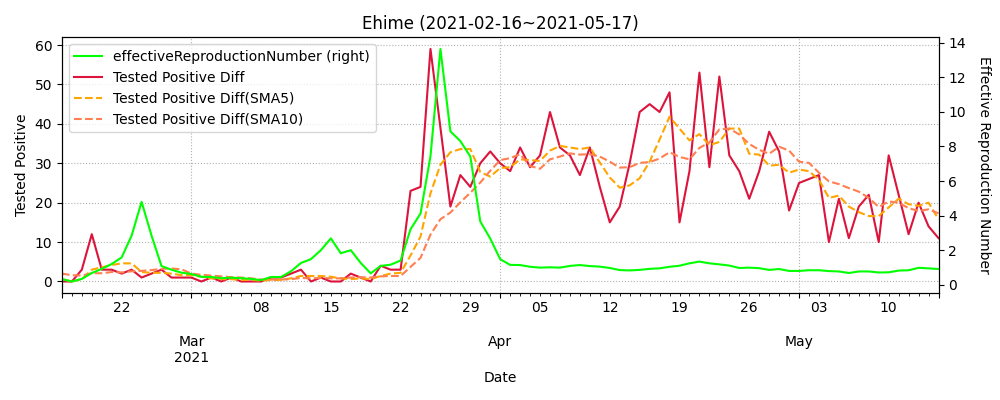 Ehime (2021-02-16~2021-05-17)
effectiveReproductionNumber (right)
Tested Positive Diff
Tested Positive Diff(SMA5)
Tested Positive Diff(SMA10)
Tested Positive
60
50
40
30
20
10
0
14
12
10
8
6
4
2
0
Effective Reproduction Number
22 08 15 22 29 05 12 19 26 03 10
Mar Apr May
2021
Date